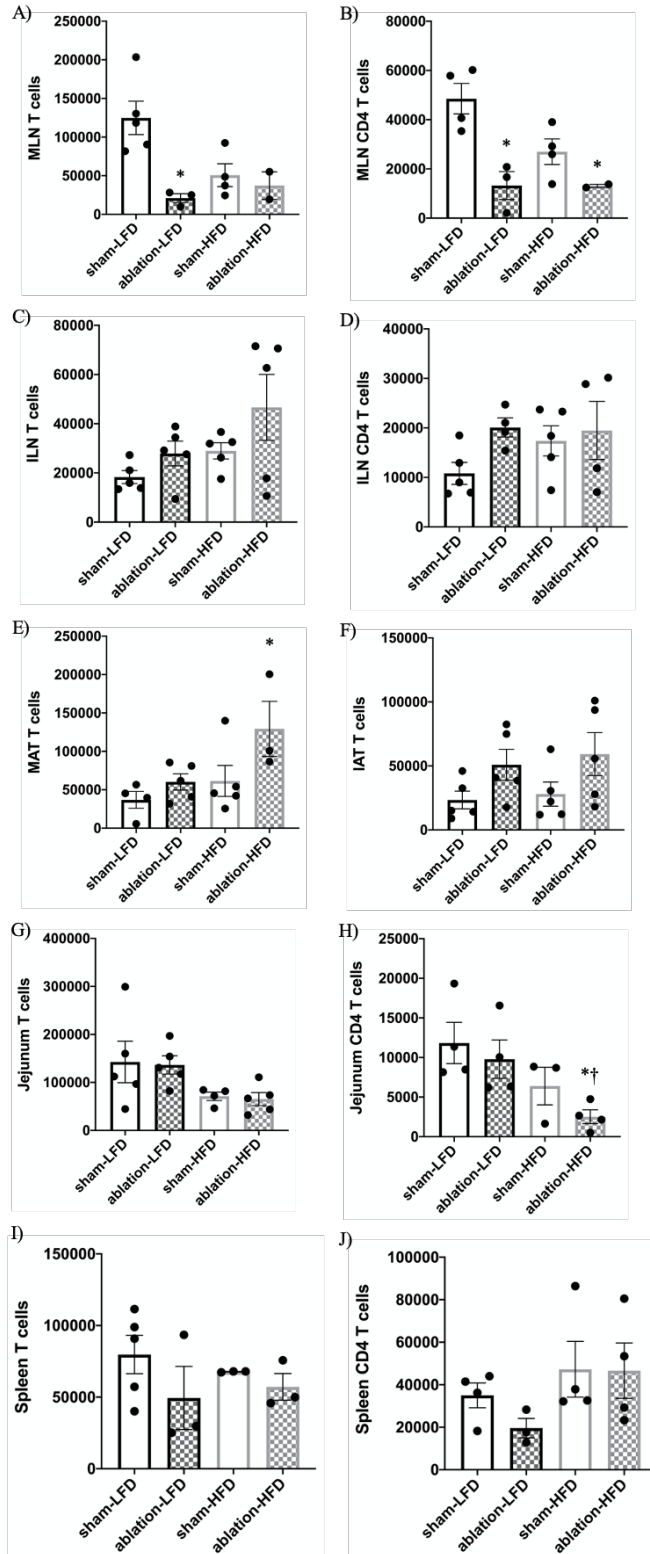 A)
MLN T cells
250000
200000
150000
100000
50000
0
*
sham-LFD
ablation-LFD
sham-HFD
ablation-HFD
B)
MLN CD4 T cells
80000
60000
40000
20000
0
*
*
sham-LFD
ablation-LFD
sham-HFD
ablation-HFD
C)
ILN T cells
80000
60000
40000
20000
0
sham-LFD
ablation-LFD
sham-HFD
ablation-HFD
D)
ILN CD4 T cells
40000
30000
20000
10000
0
sham-LFD
ablation-LFD
sham-HFD
ablation-HFD
E)
MAT T cells
250000
200000
150000
100000
50000
0
*
sham-LFD
ablation-LFD
sham-HFD
ablation-HFD
F)
IAT T cells
150000
100000
50000
0
sham-LFD
ablation-LFD
sham-HFD
ablation-HFD
G)
Jejunum T cells
400000
300000
200000
100000
0
sham-LFD
ablation-LFD
sham-HFD
ablation-HFD
H)
Jejunum CD4 T cells
25000
20000
15000
10000
5000
0
*†
sham-LFD
ablation-LFD
sham-HFD
ablation-HFD
I)
Spleen T cells
150000
100000
50000
0
sham-LFD
ablation-LFD
sham-HFD
ablation-HFD
J)
Spleen CD4 T cells
100000
80000
60000
40000
20000
0
sham-LFD
ablation-LFD
sham-HFD
ablation-HFD